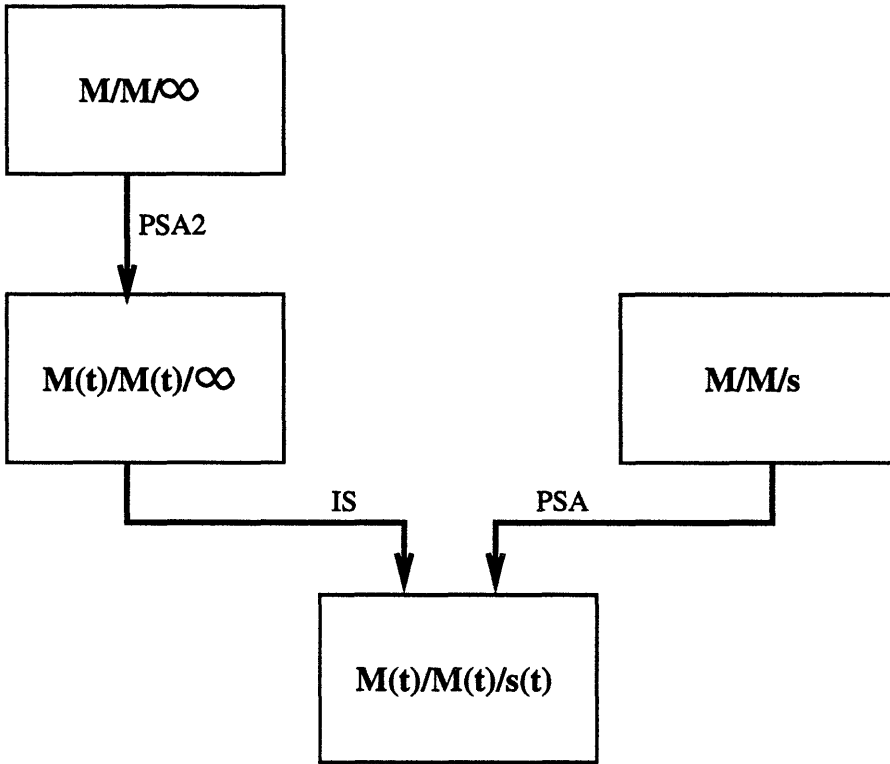 M/M/∞
PSA2
M(t)/M(t)/∞
M/M/s
IS
PSA
M(t)/M(t)/s(t)